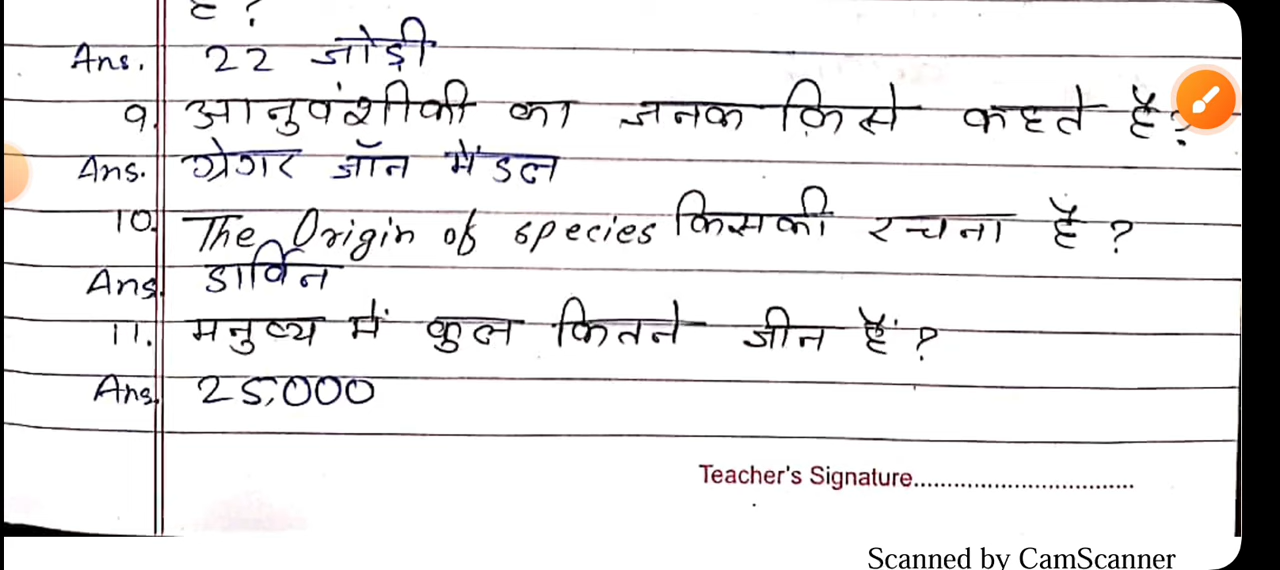 है ?
Ans. 22 जोड़ी
9. आनुवंशीकी का जनक किसे कहते है ?
Ans. ग्रेगर जॉन मेंडल
10. The Origin of species किसकी रचना है ?
Ans. डार्विन
11. मनुष्य में कुल कितने जीन हैं ?
Ans. 25,000
Teacher's Signature.................................
Scanned by CamScanner